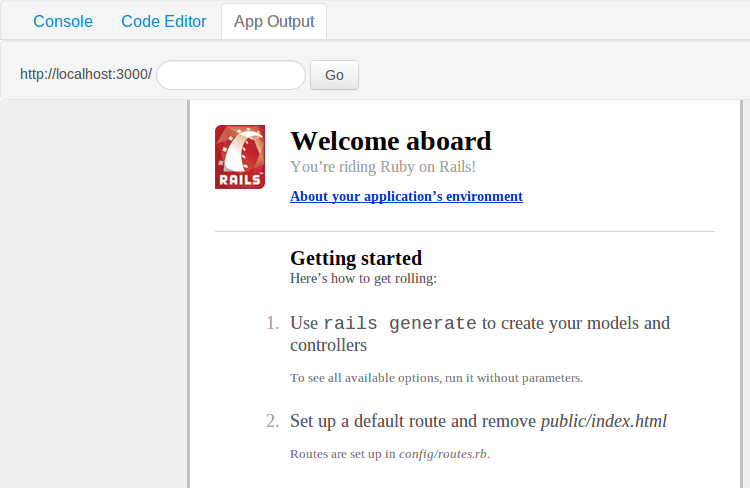 Console Code Editor App Output
http://localhost:3000/ Go
RAILS
Welcome aboard
You’re riding Ruby on Rails!
About your application’s environment
Getting started
Here’s how to get rolling:
1. Use rails generate to create your models and
controllers
To see all available options, run it without parameters.
2. Set up a default route and remove public/index.html
Routes are set up in config/routes.rb.